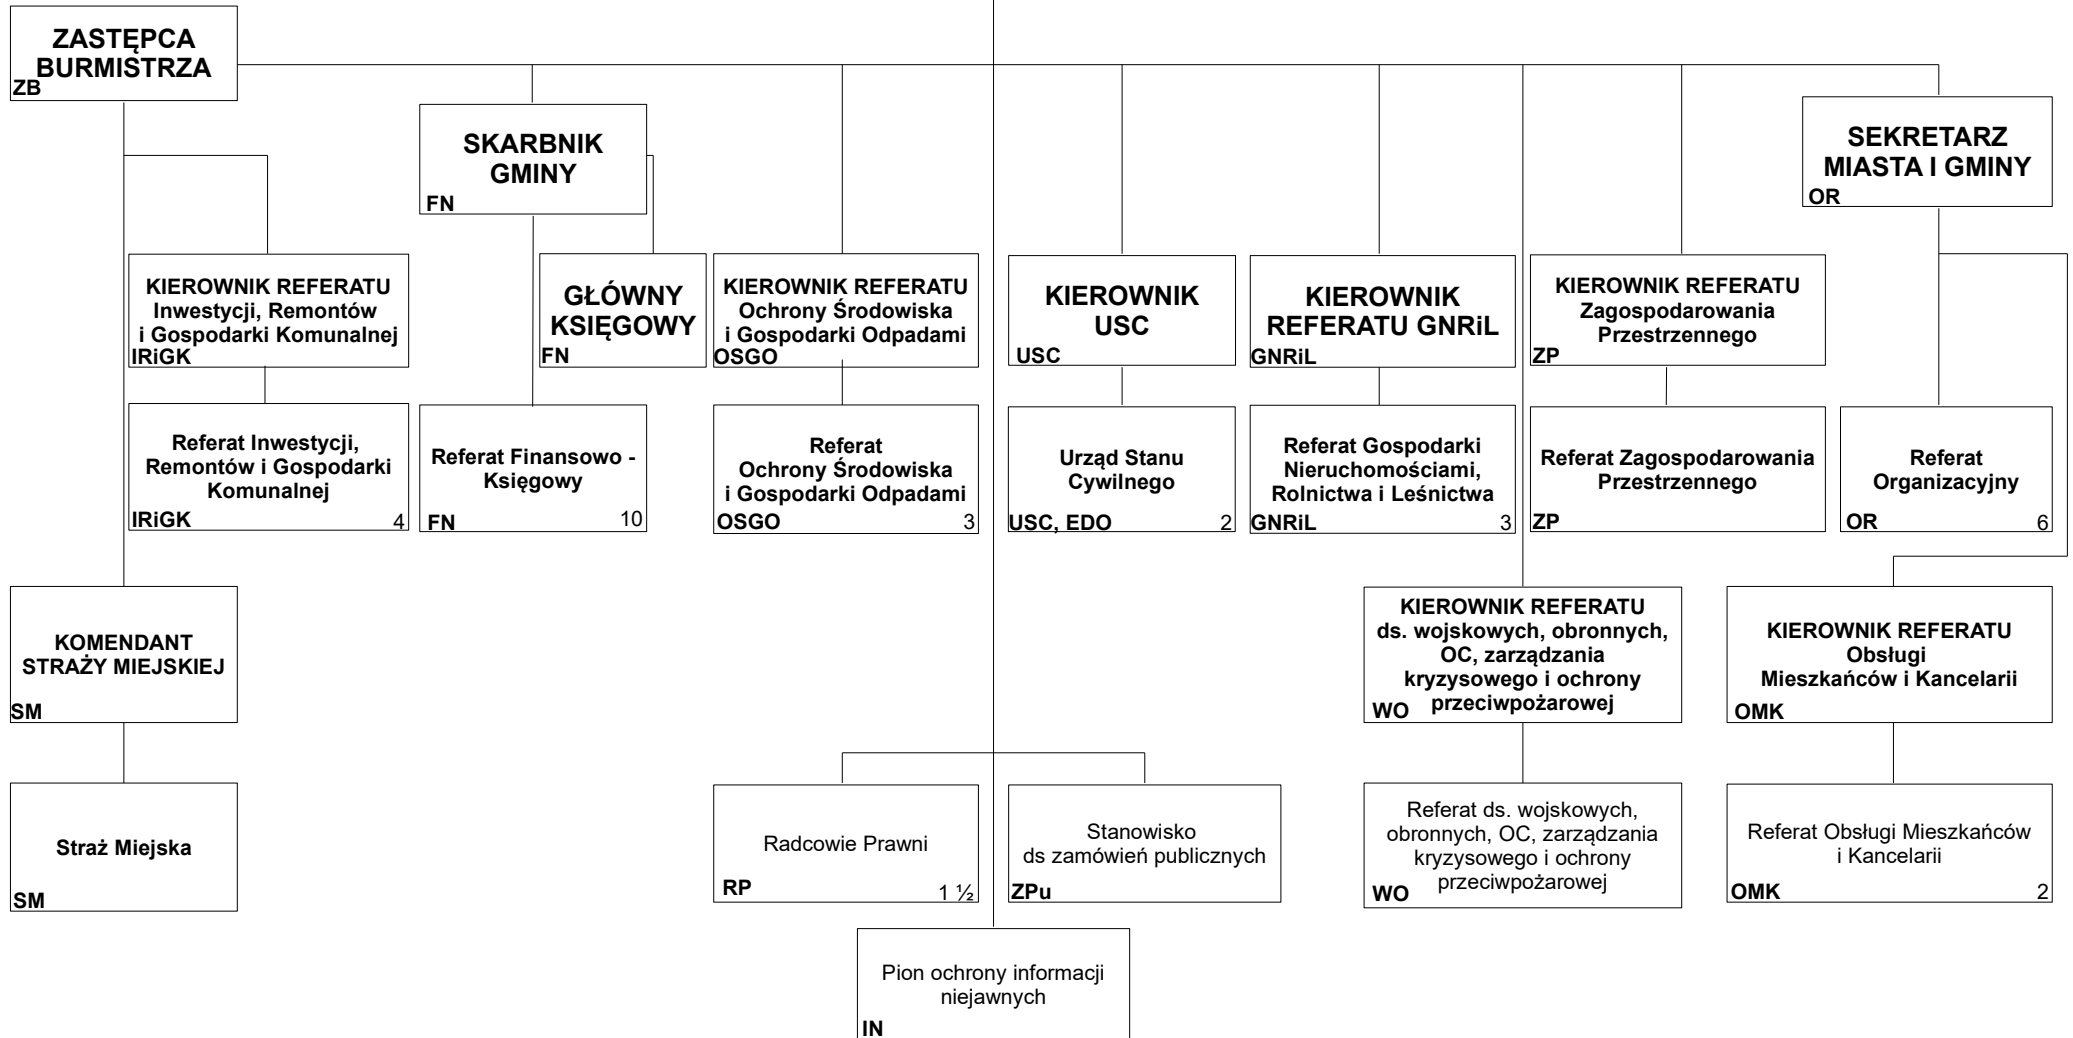 ZASTĘPCA
BURMISTRZA
ZB
SKARBNIK
GMINY
FN
SEKRETARZ
MIASTA I GMINY
OR
KIEROWNIK REFERATU
Inwestycji, Remontów
i Gospodarki Komunalnej
IRiGK
GŁÓWNY
KSIĘGOWY
FN
KIEROWNIK REFERATU
Ochrony Środowiska
i Gospodarki Odpadami
OSGO
KIEROWNIK
USC
USC
KIEROWNIK
REFERATU GNRiL
GNRiL
KIEROWNIK REFERATU
Zagospodarowania
Przestrzennego
ZP
Referat Inwestycji,
Remontów i Gospodarki
Komunalnej
IRiGK 4
Referat Finansowo -
Księgowy
FN 10
Referat
Ochrony Środowiska
i Gospodarki Odpadami
OSGO 3
Urząd Stanu
Cywilnego
USC, EDO 2
Referat Gospodarki
Nieruchomościami,
Rolnictwa i Leśnictwa
GNRiL 3
Referat Zagospodarowania
Przestrzennego
ZP
Referat
Organizacyjny
OR 6
KOMENDANT
STRAŻY MIEJSKIEJ
SM
KIEROWNIK REFERATU
ds. wojskowych, obronnych,
OC, zarządzania
kryzysowego i ochrony
przeciwpożarowej
WO
KIEROWNIK REFERATU
Obsługi
Mieszkańców i Kancelarii
OMK
Straż Miejska
SM
Radcowie Prawni
RP 1 ½
Stanowisko
ds zamówień publicznych
ZPu
Referat ds. wojskowych,
obronnych, OC, zarządzania
kryzysowego i ochrony
przeciwpożarowej
WO
Referat Obsługi Mieszkańców
i Kancelarii
OMK 2
Pion ochrony informacji
niejawnych
IN